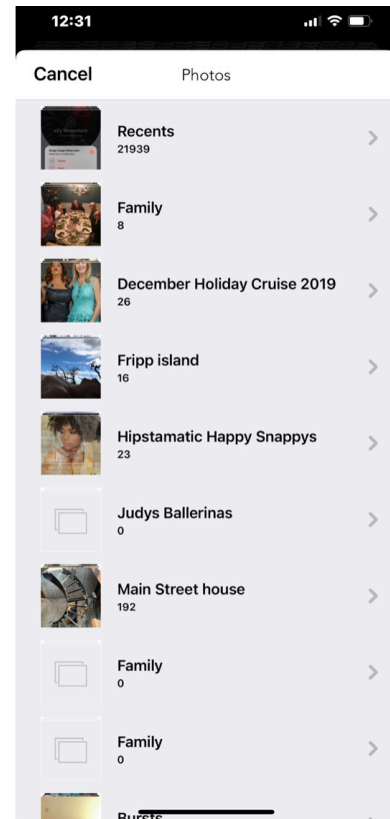 12:31
Cancel
Photos
Recents
21939
Family
8
December Holiday Cruise 2019
26
Fripp island
16
Hipstamatic Happy Snappys
23
Judys Ballerinas
0
Main Street house
192
Family
0
Family
0
Bursts